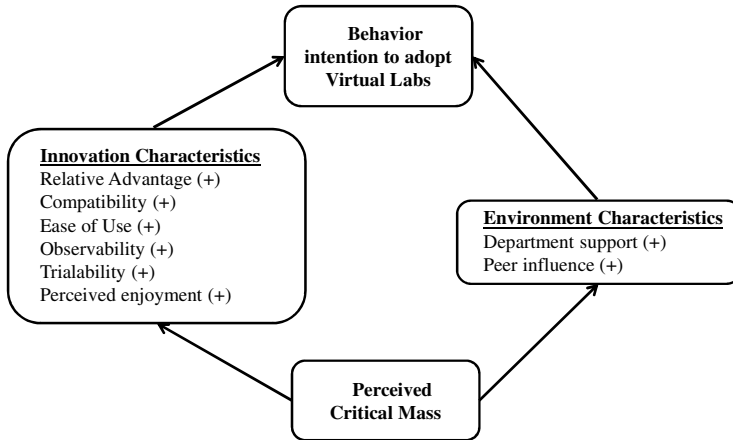 Behavior
intention to adopt
Virtual Labs
Innovation Characteristics
Relative Advantage (+)
Compatibility (+)
Ease of Use (+)
Observability (+)
Trialability (+)
Perceived enjoyment (+)
Environment Characteristics
Department support (+)
Peer influence (+)
Perceived
Critical Mass